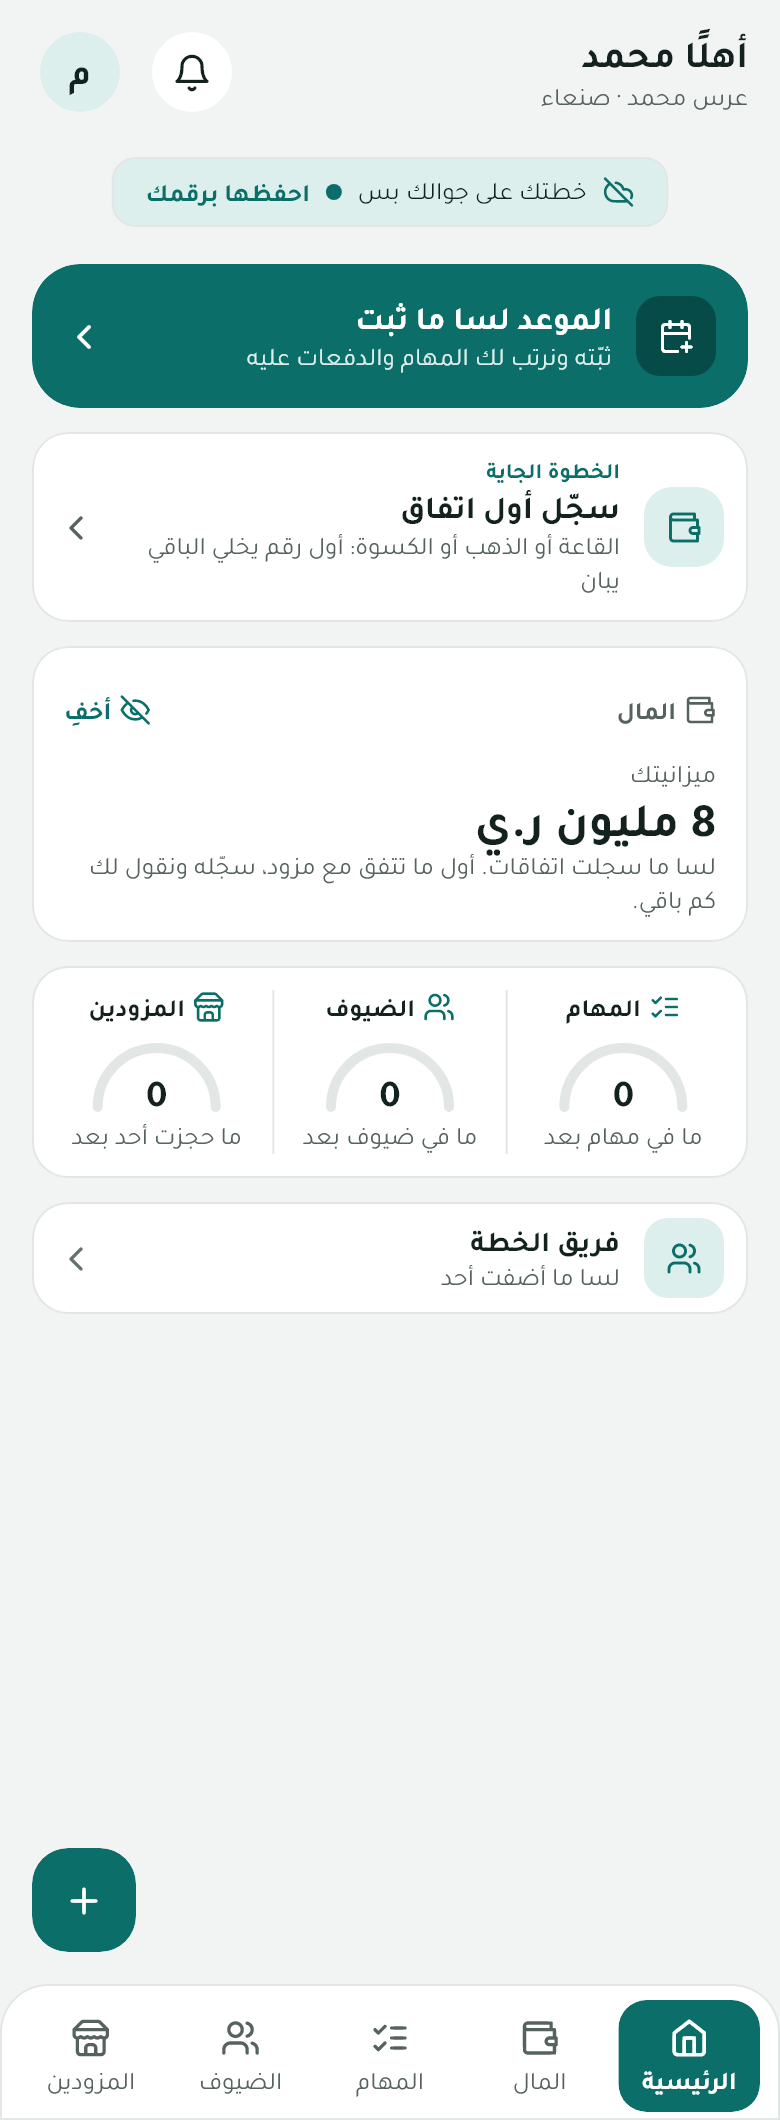 أهلًا محمد
عرس محمد · صنعاء
م
خطتك على جوالك بس • احفظها برقمك
الموعد لسا ما ثبت
ثبّته ونرتب لك المهام والدفعات عليه
الخطوة الجاية
سجّل أول اتفاق
القاعة أو الذهب أو الكسوة: أول رقم يخلي الباقي
يبان
المال
أخفِ
ميزانيتك
8 مليون ر.ي
لسا ما سجلت اتفاقات. أول ما تتفق مع مزود، سجّله ونقول لك
كم باقي.
المهام
0
ما في مهام بعد
الضيوف
0
ما في ضيوف بعد
المزودين
0
ما حجزت أحد بعد
فريق الخطة
لسا ما أضفت أحد
الرئيسية
المال
المهام
الضيوف
المزودين